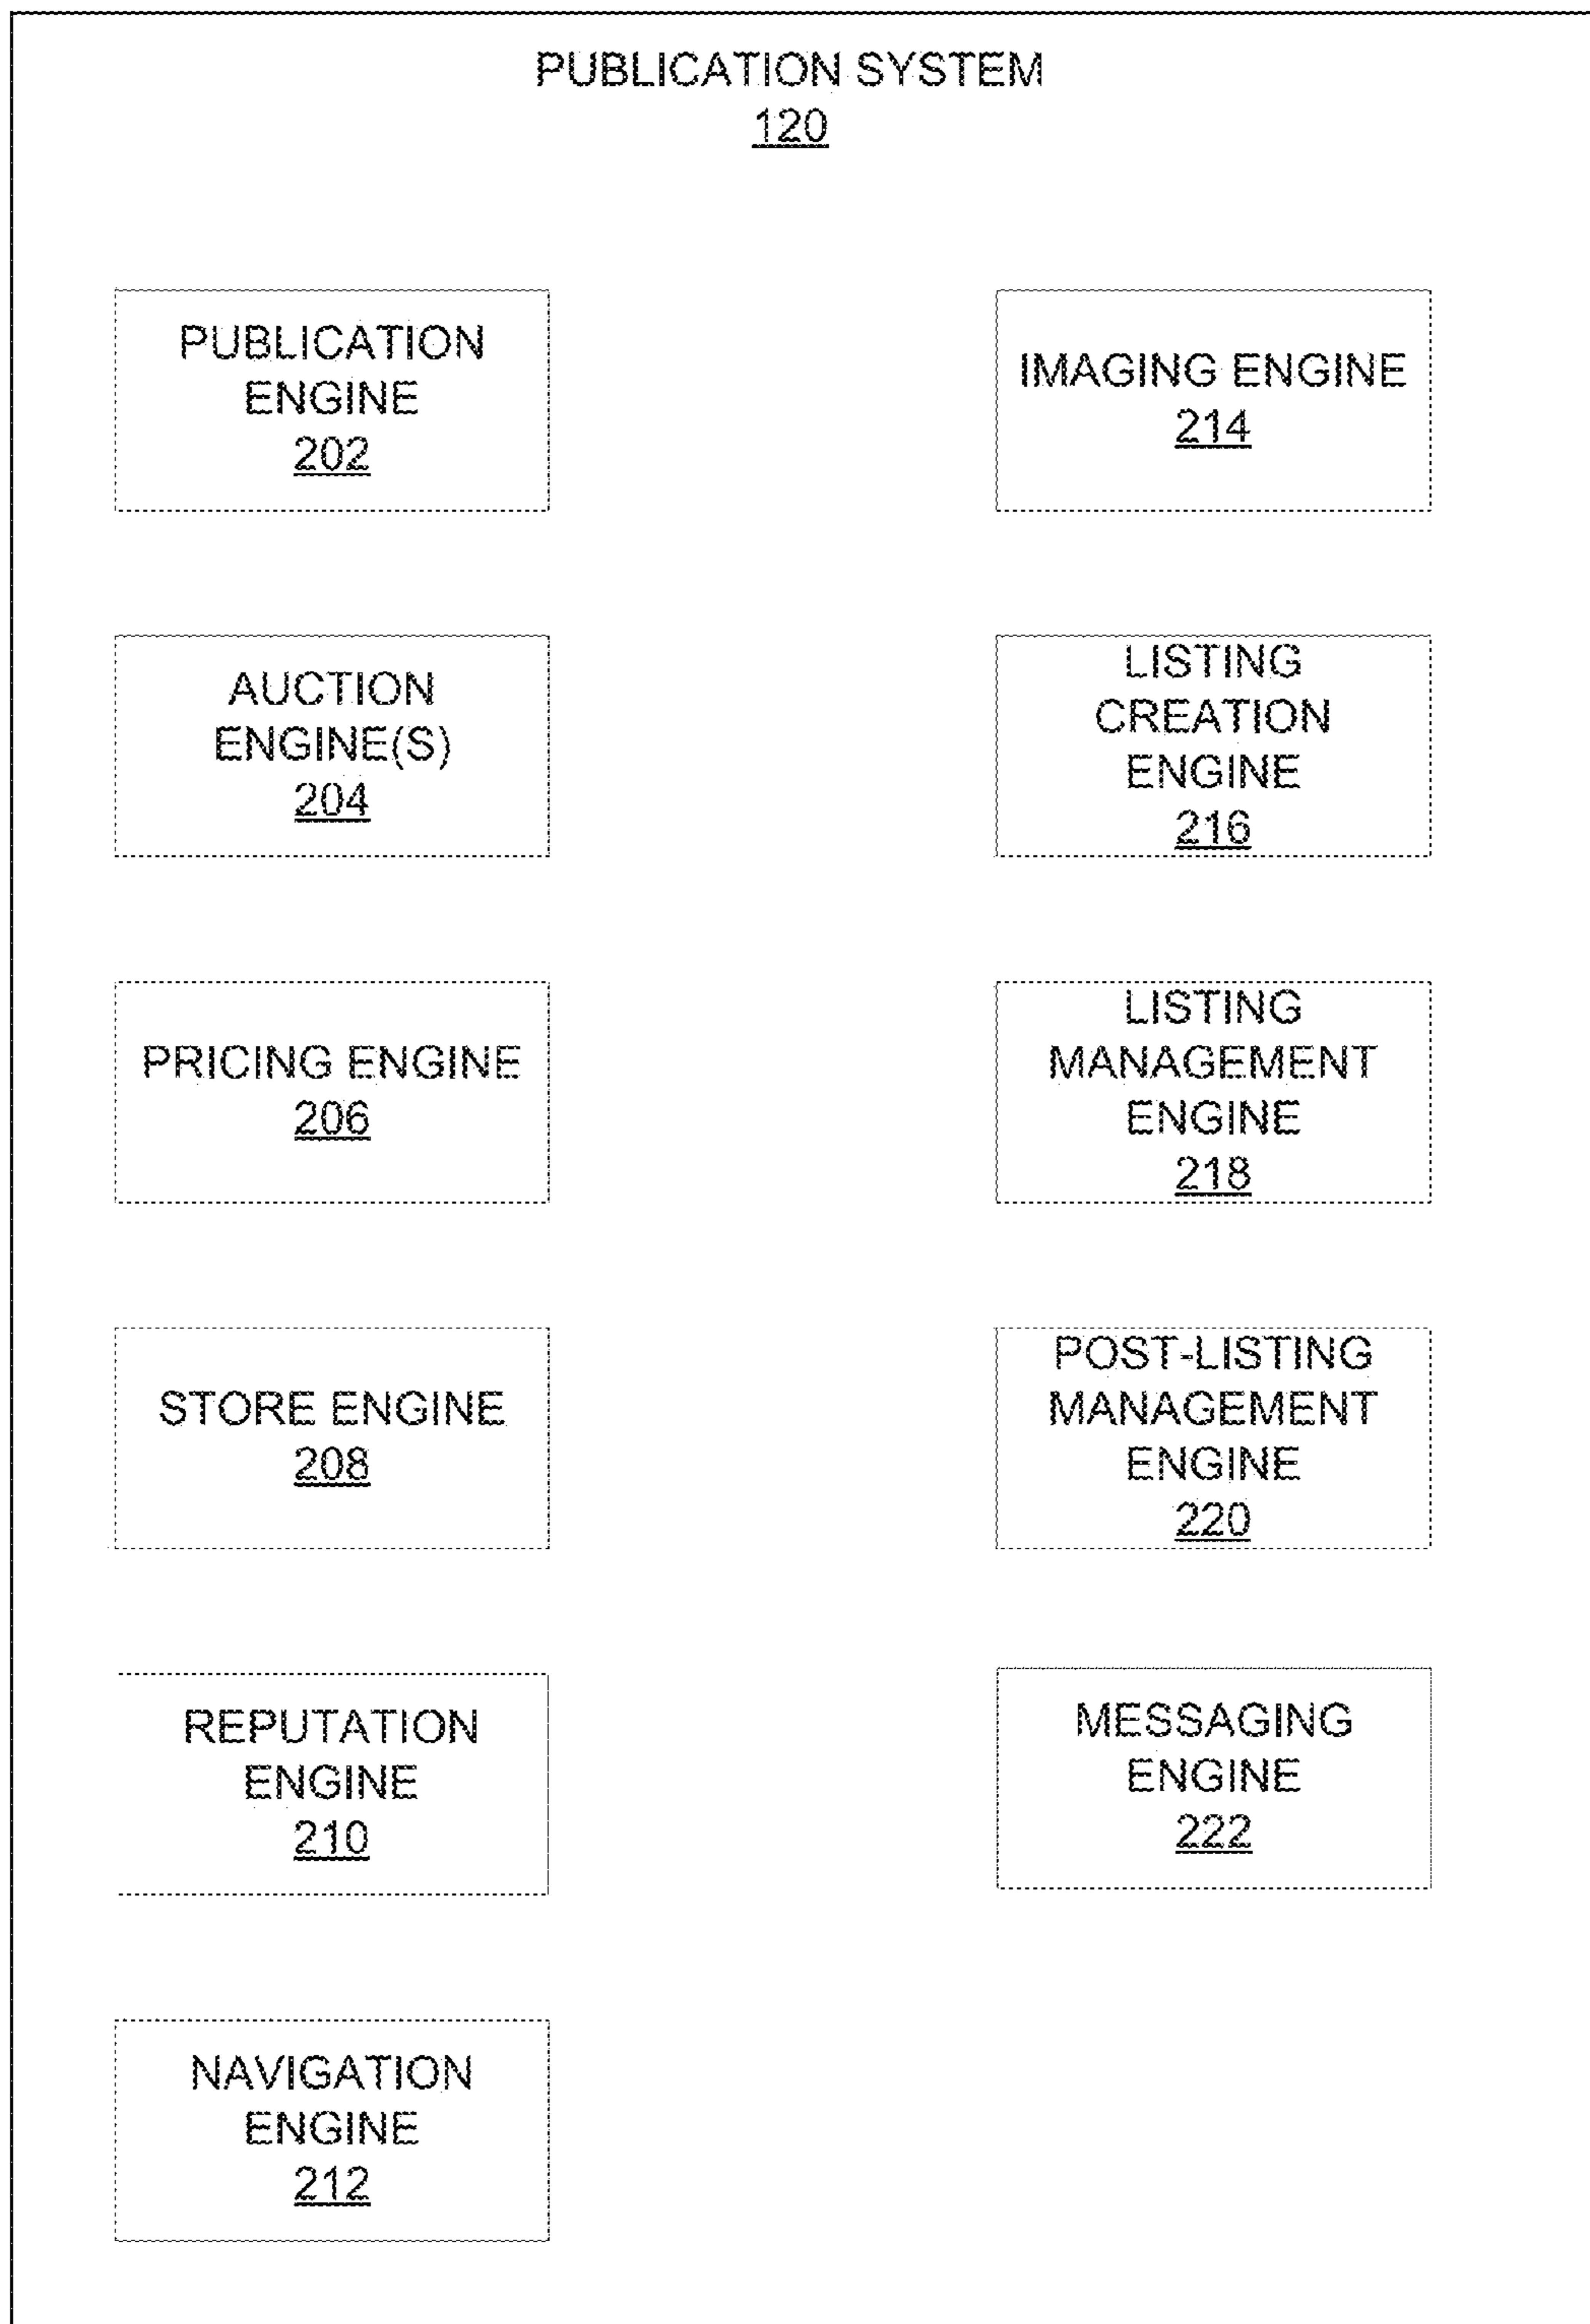 PUBLICATION SYSTEM
120
PUBLICATION
ENGINE
202
AUCTION
ENGINE(S)
204
PRICING ENGINE
206
STORE ENGINE
208
REPUTATION
ENGINE
210
NAVIGATION
ENGINE
212
IMAGING ENGINE
214
LISTING
CREATION
ENGINE
216
LISTING
MANAGEMENT
ENGINE
218
POST-LISTING
MANAGEMENT
ENGINE
220
MESSAGING
ENGINE
222